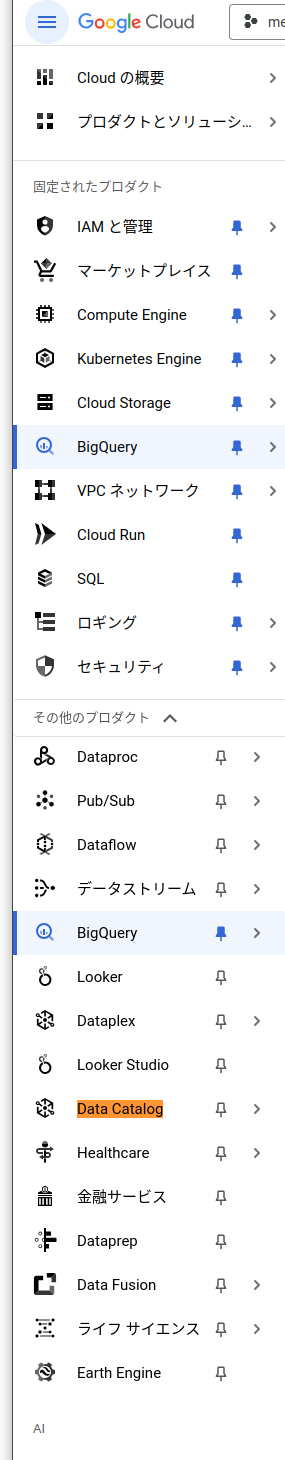 Google Cloud
me
Cloud の概要
プロダクトとソリューシ...
固定されたプロダクト
IAM と管理
マーケットプレイス
Compute Engine
Kubernetes Engine
Cloud Storage
BigQuery
VPC ネットワーク
Cloud Run
SQL
ロギング
セキュリティ
その他のプロダクト
Dataproc
Pub/Sub
Dataflow
データストリーム
BigQuery
Looker
Dataplex
Looker Studio
Data Catalog
Healthcare
金融サービス
Dataprep
Data Fusion
ライフ サイエンス
Earth Engine
AI